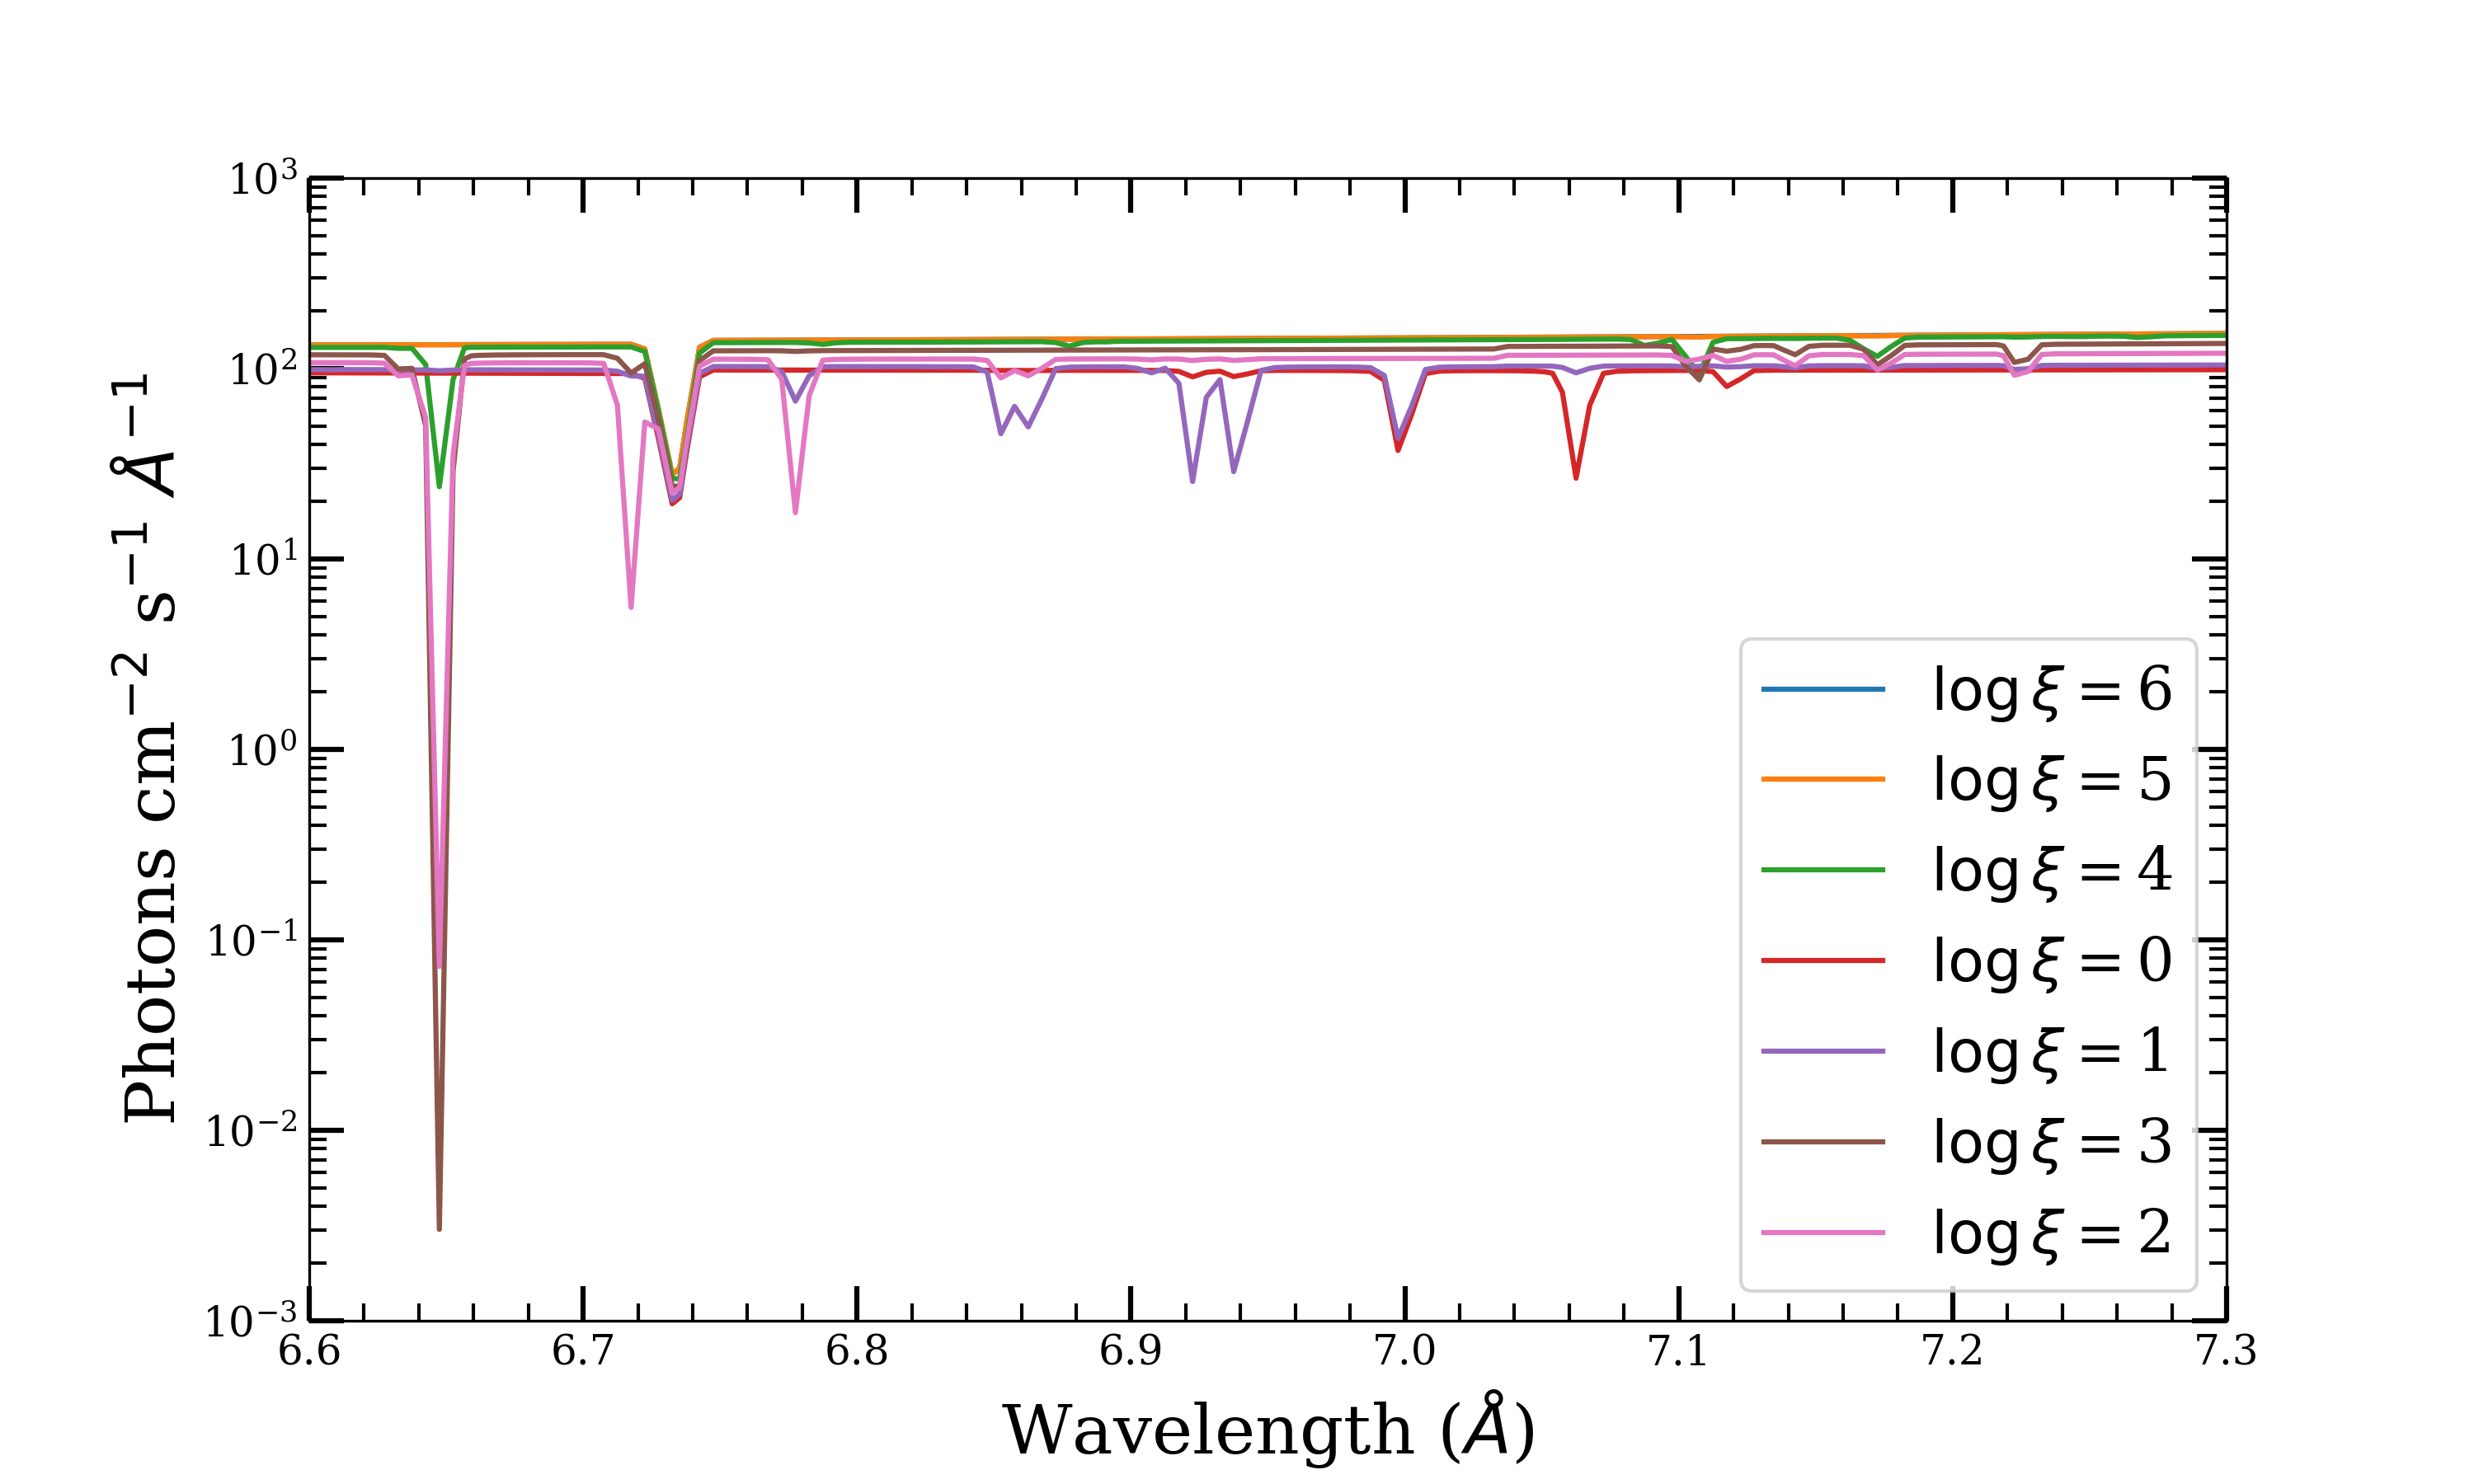 Photons cm⁻² s⁻¹ Å⁻¹
10³
10²
10¹
10⁰
10⁻¹
10⁻²
10⁻³
log ξ = 6
log ξ = 5
log ξ = 4
log ξ = 0
log ξ = 1
log ξ = 3
log ξ = 2
6.6 6.7 6.8 6.9 7.0 7.1 7.2 7.3
Wavelength (Å)